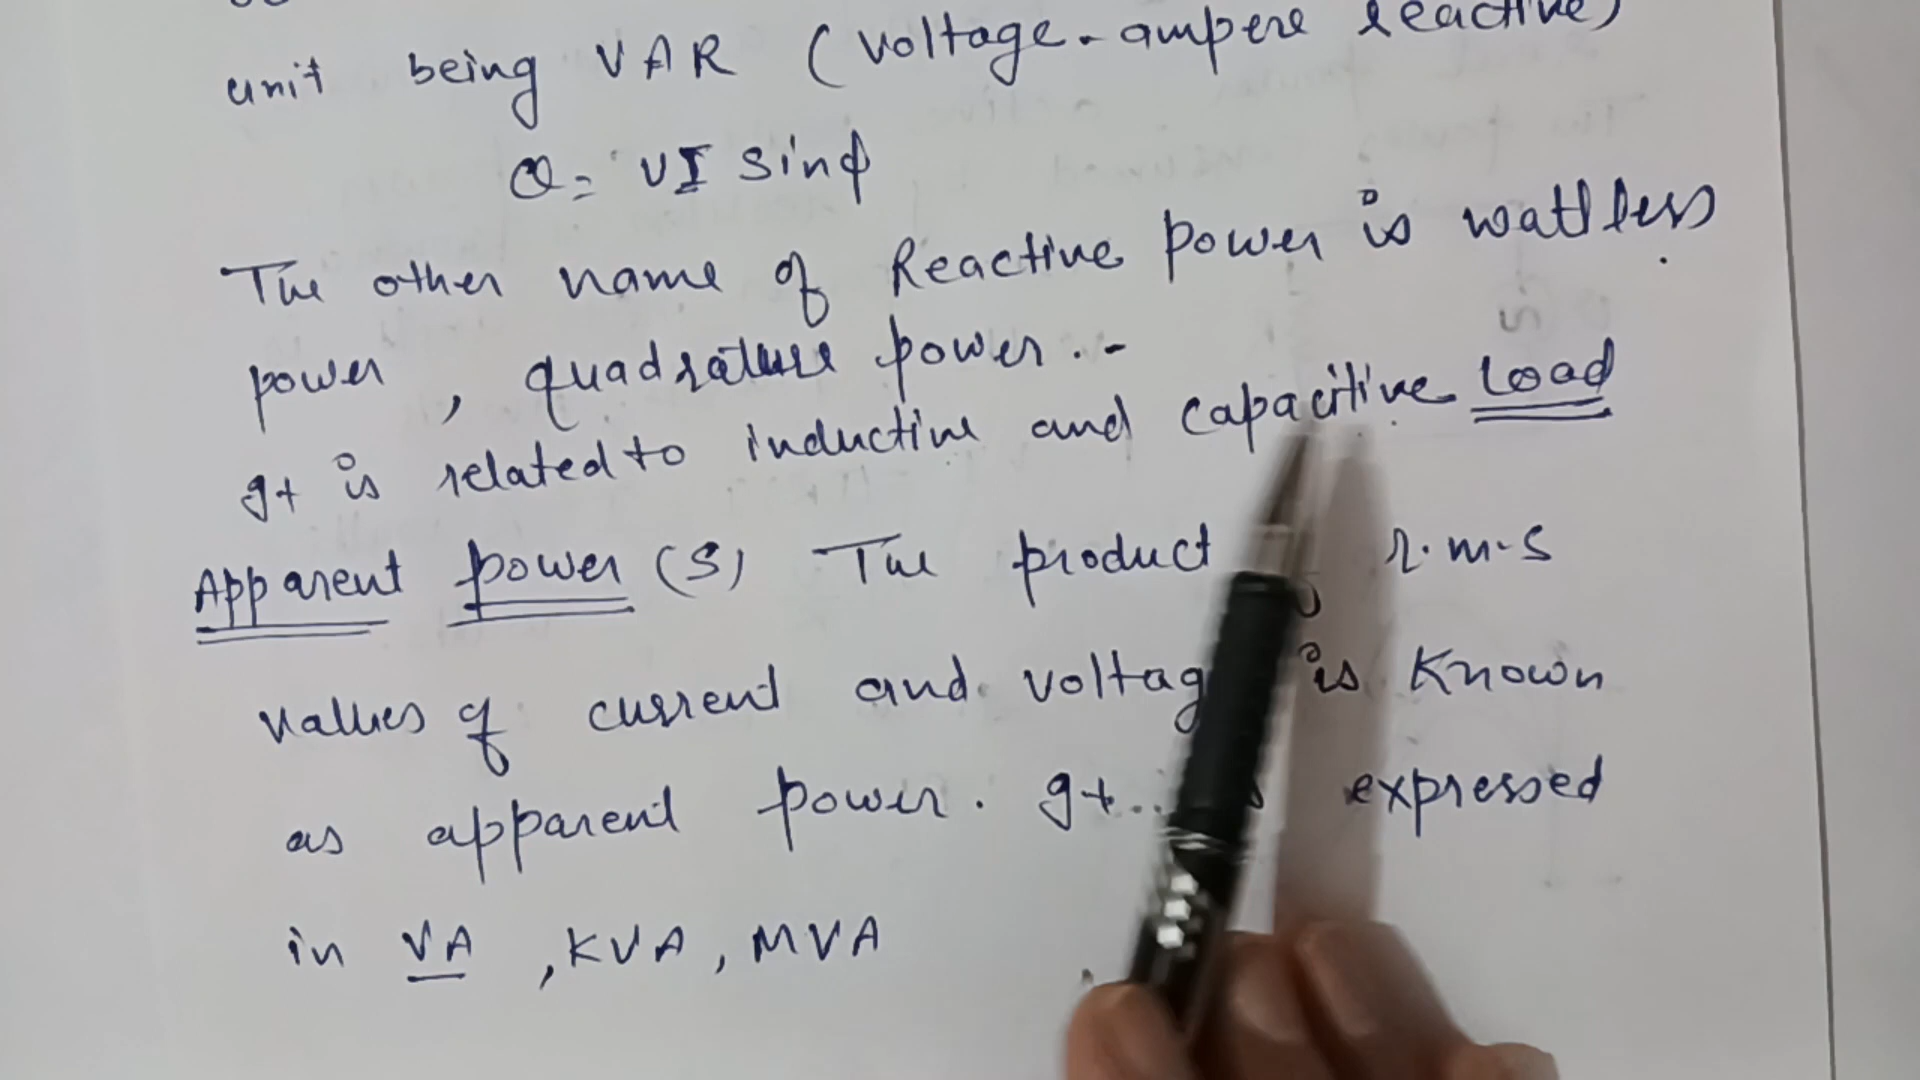 unit being VAR (voltage-ampere reactive)
Q = VI sinφ
The other name of Reactive power is wattless
power, quadrature power.-
It is related to inductive and capacitive Load
Apparent power (S) The product r.m.s
values of current and voltage is known
as apparent power. It expressed
in VA, KVA, MVA